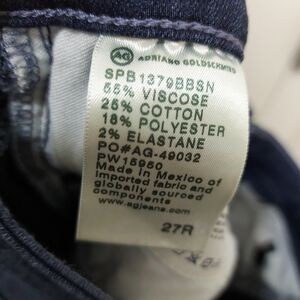 AG
ADRIANO GOLDSCHMIED
SPB1379BBSN
55% VISCOSE
25% COTTON
18% POLYESTER
2% ELASTANE
PO#AG-49032
PW15950
Made in Mexico of
imported fabric and
globally sourced
components
www.agjeans.com
27R